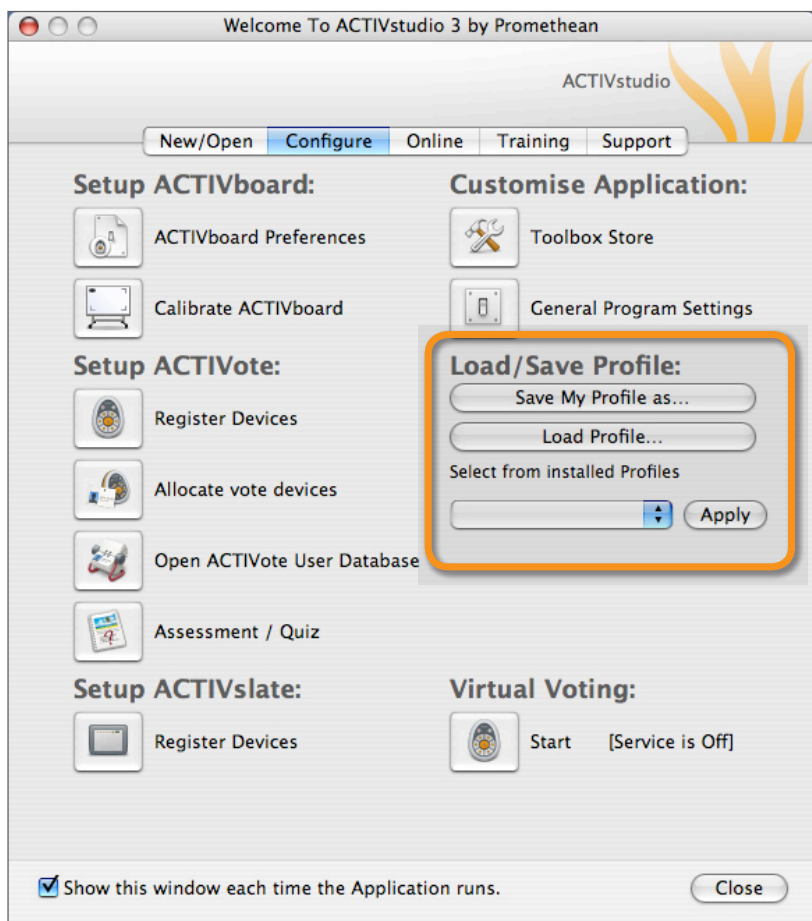 Welcome To ACTIVstudio 3 by Promethean
ACTIVstudio
New/Open Configure Online Training Support
Setup ACTIVboard:
ACTIVboard Preferences
Calibrate ACTIVboard
Setup ACTIVote:
Register Devices
Allocate vote devices
Open ACTIVote User Database
Assessment / Quiz
Setup ACTIVslate:
Register Devices
Customise Application:
Toolbox Store
General Program Settings
Load/Save Profile:
Save My Profile as...
Load Profile...
Select from installed Profiles
Apply
Virtual Voting:
Start [Service is Off]
Show this window each time the Application runs.
Close